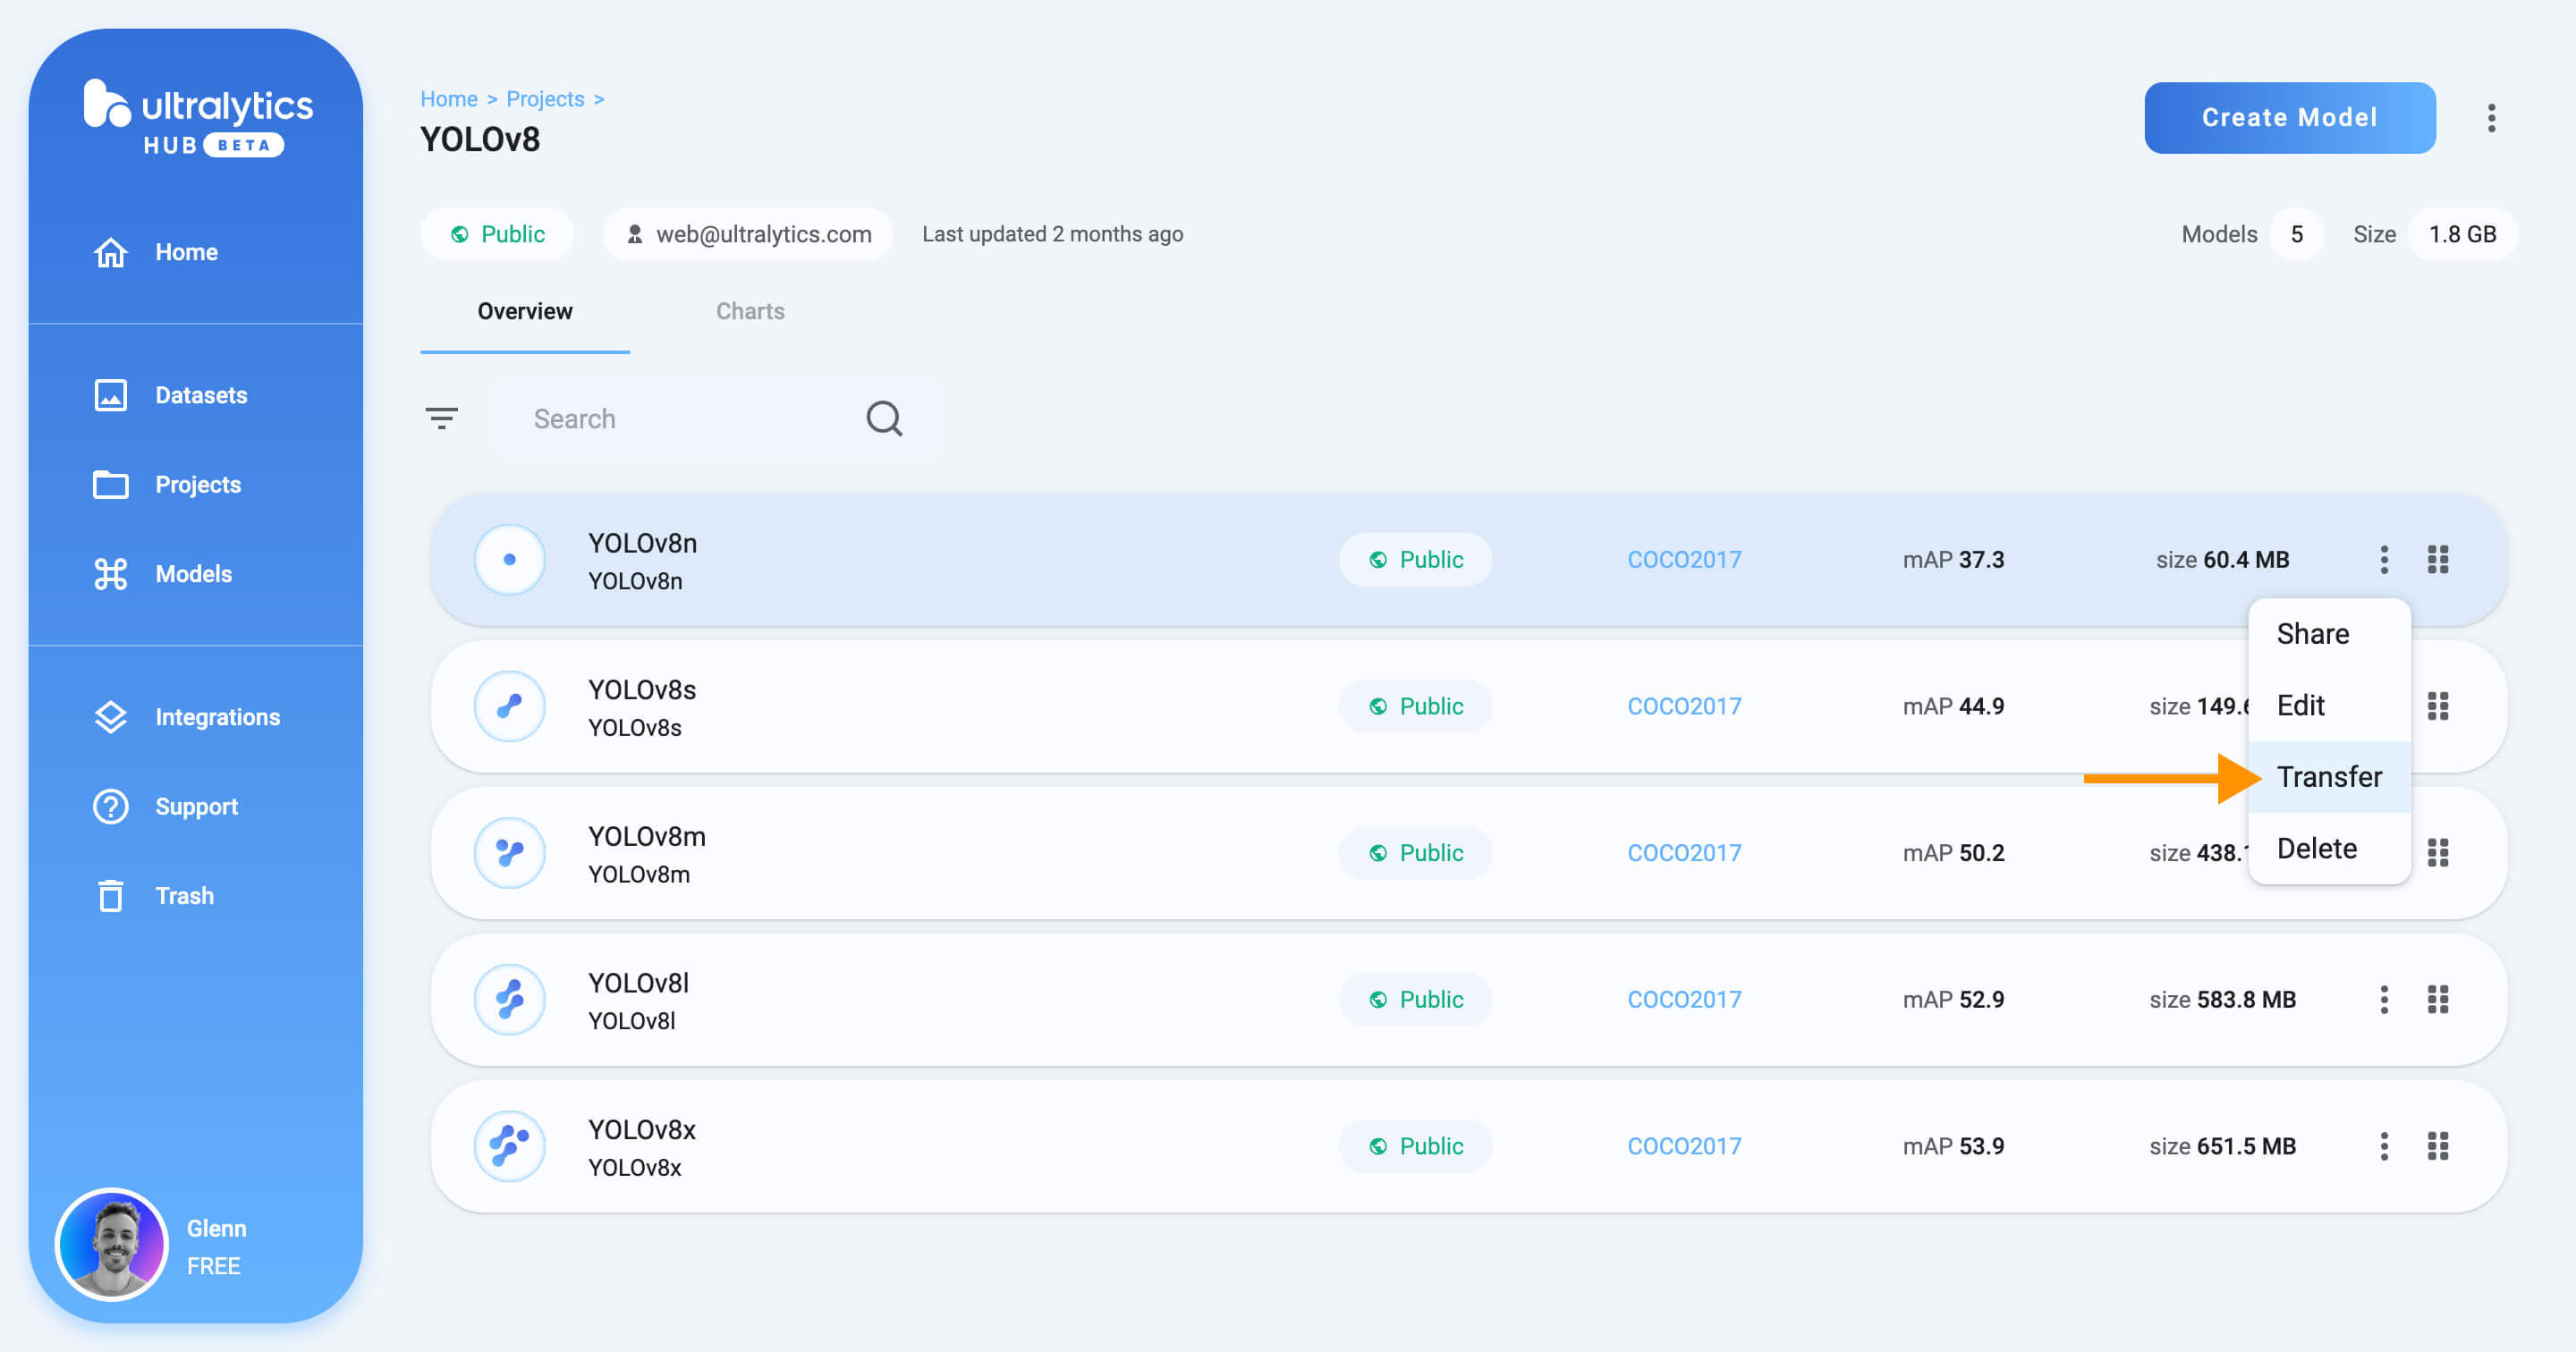 ultralytics
HUB BETA
Home
Datasets
Projects
Models
Integrations
Support
Trash
Glenn
FREE
Home > Projects >
YOLOv8
Create Model
Public web@ultralytics.com Last updated 2 months ago Models 5 Size 1.8 GB
Overview Charts
Search
YOLOv8n
YOLOv8n
Public COCO2017 mAP 37.3 size 60.4 MB
YOLOv8s
YOLOv8s
Public COCO2017 mAP 44.9 size
YOLOv8m
YOLOv8m
Public COCO2017 mAP 50.2 size
YOLOv8l
YOLOv8l
Public COCO2017 mAP 52.9 size 583.8 MB
YOLOv8x
YOLOv8x
Public COCO2017 mAP 53.9 size 651.5 MB
Share
Edit
Transfer
Delete